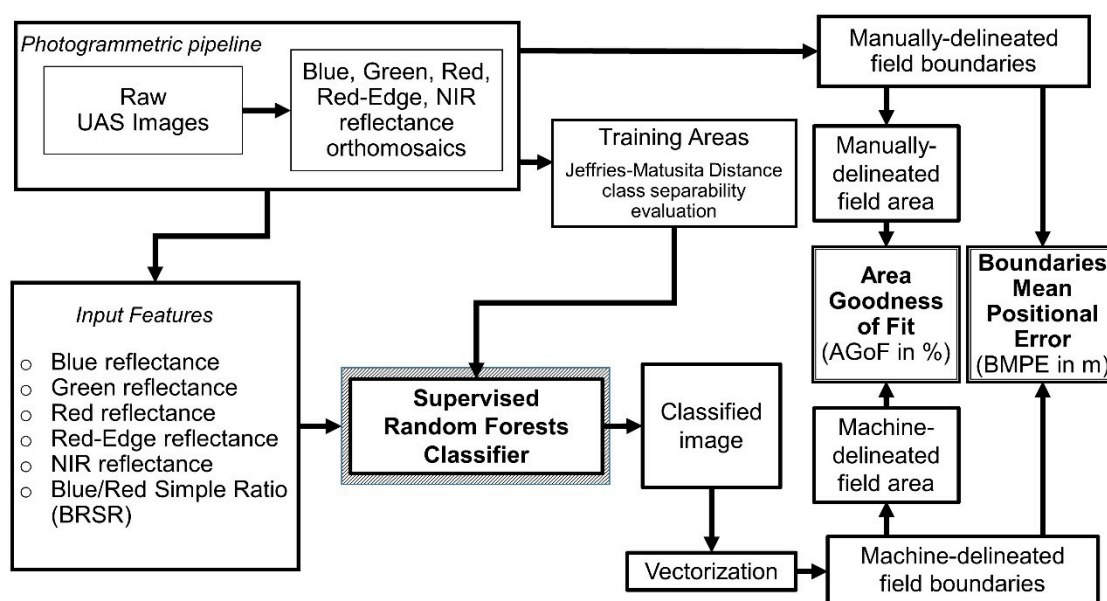 Photogrammetric pipeline
Raw
UAS Images
Blue, Green, Red,
Red-Edge, NIR
reflectance
orthomosaics
Manually-delineated
field boundaries
Training Areas
Jeffries-Matusita Distance
class separability
evaluation
Manually-
delineated
field area
Input Features
Blue reflectance
Green reflectance
Red reflectance
Red-Edge reflectance
NIR reflectance
Blue/Red Simple Ratio
(BRSR)
Supervised
Random Forests
Classifier
Classified
image
Area
Goodness
of Fit
(AGoF in %)
Boundaries
Mean
Positional
Error
(BMPE in m)
Machine-
delineated
field area
Vectorization
Machine-delineated
field boundaries